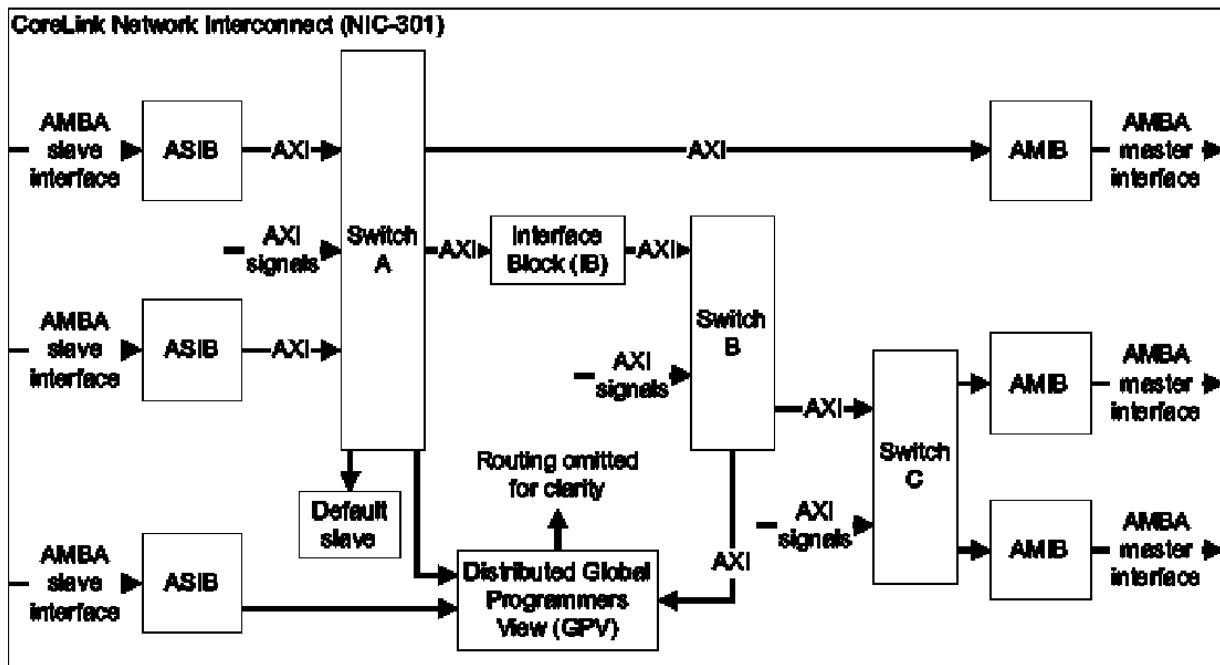 CoreLink Network Interconnect (NIC-301)
AMBA
slave
interface
ASIB
AXI
Switch
A
AXI
AMIB
AMBA
master
interface
AXI
signals
AXI
Interface
Block (IB)
AXI
Switch
B
AMBA
slave
interface
ASIB
AXI
AXI
signals
AXI
Switch
C
AMIB
AMBA
master
interface
Default
slave
Routing omitted
for clarity
AXI
signals
AMIB
AMBA
master
interface
AMBA
slave
interface
ASIB
Distributed Global
Programmers
View (GPV)
AXI